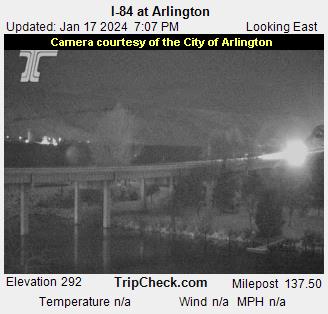 I-84 at Arlington
Updated: Jan 17 2024 7:07 PM Looking East
Camera courtesy of the City of Arlington
Elevation 292 TripCheck.com Milepost 137.50
Temperature n/a Wind n/a MPH n/a